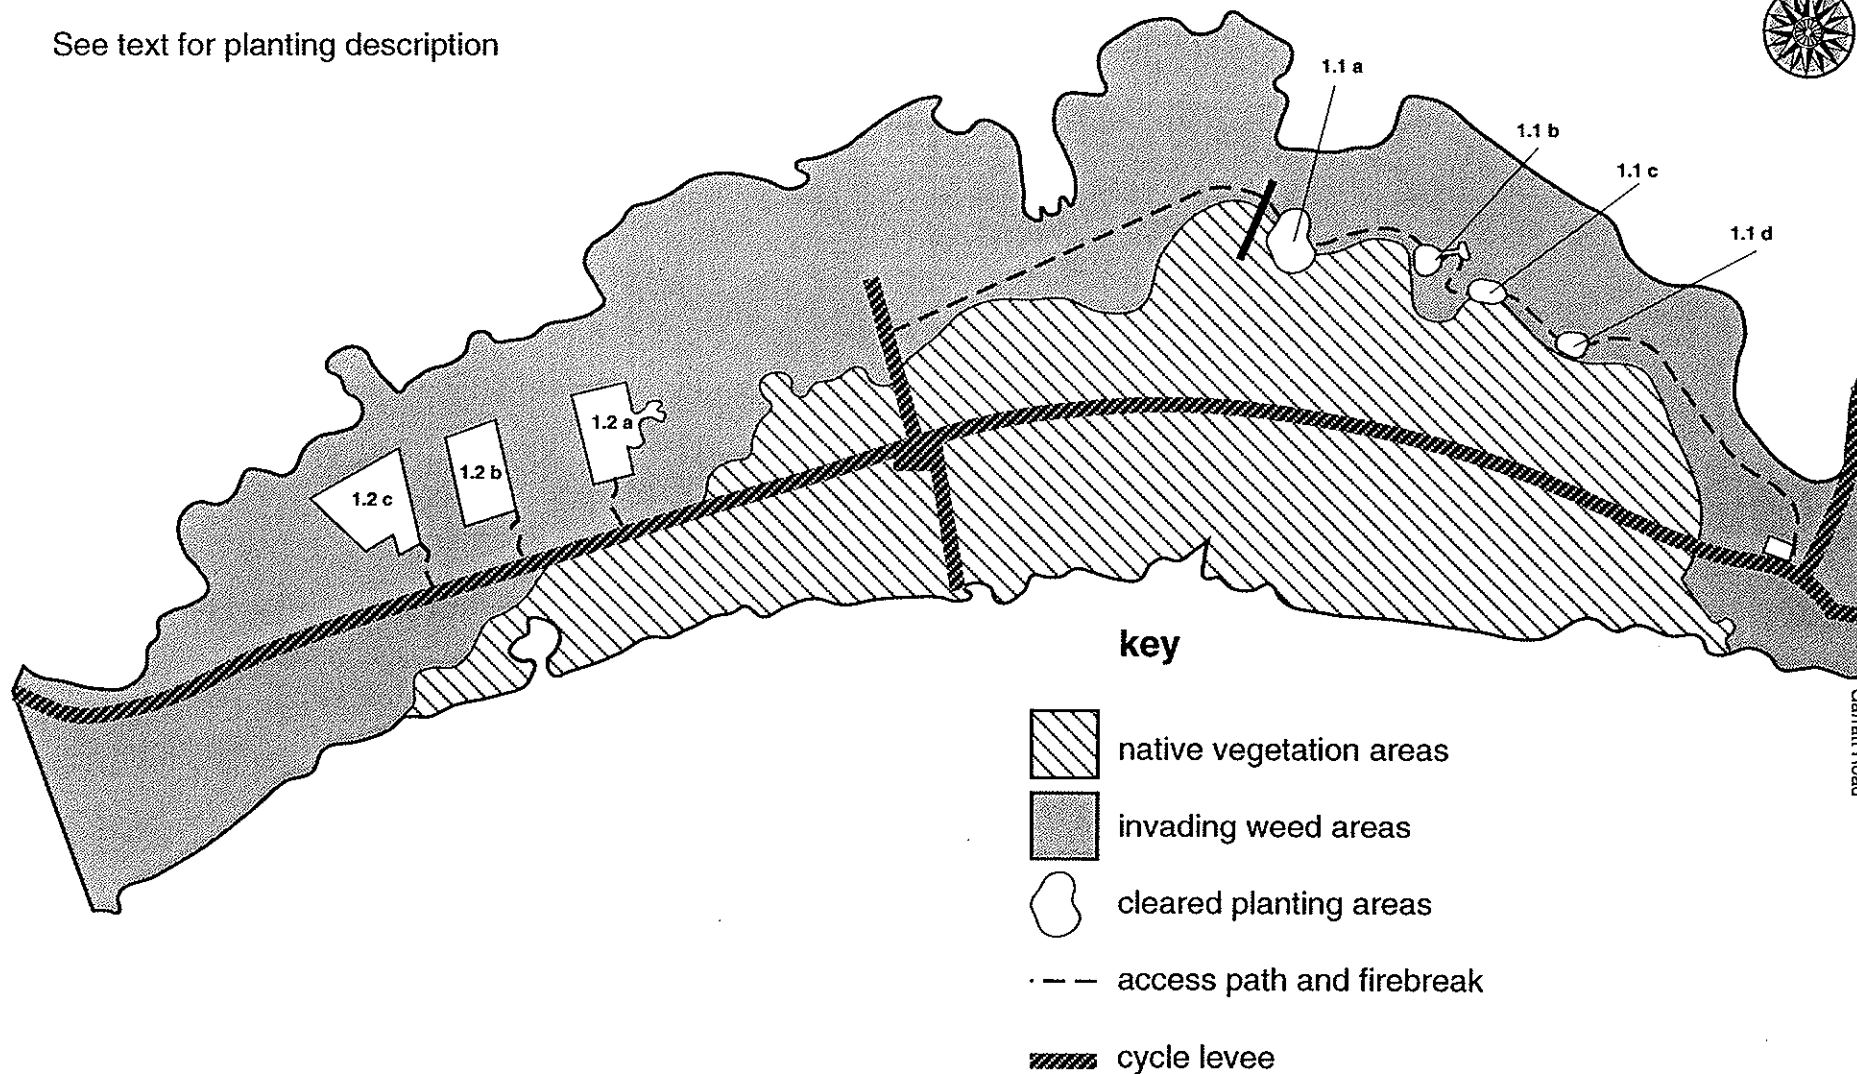 See text for planting description
1.1 a
1.1 b
1.1 c
1.1 d
1.2 a
1.2 b
1.2 c
key
native vegetation areas
invading weed areas
cleared planting areas
access path and firebreak
cycle levee